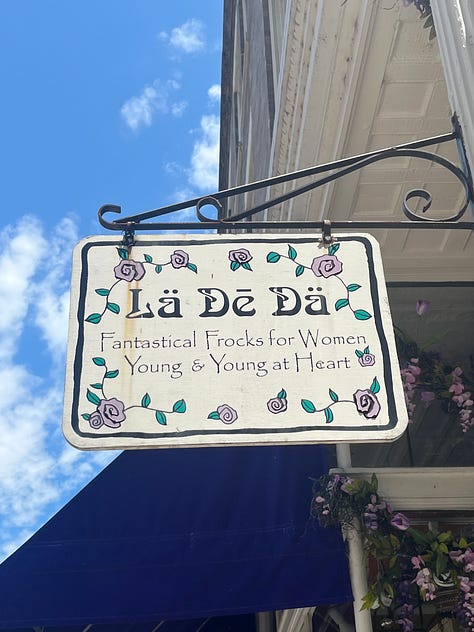 Lä Dē Dä
Fantastical Frocks for Women
Young & Young at Heart